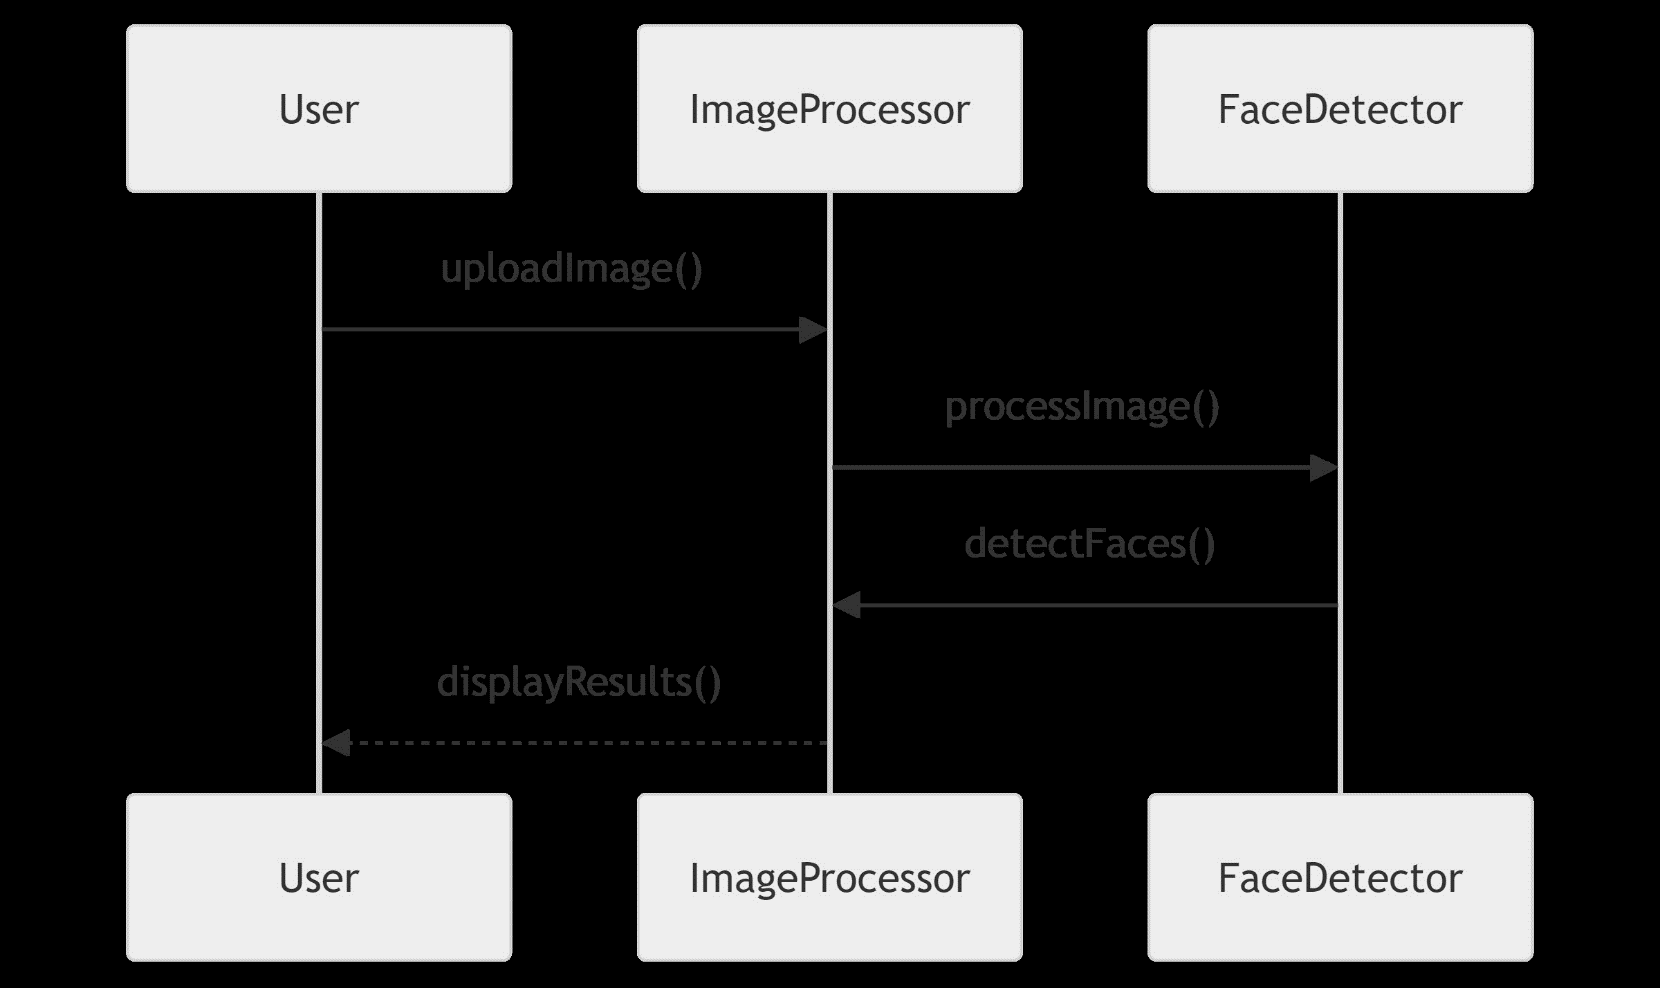 User
ImageProcessor
FaceDetector
uploadImage()
processImage()
detectFaces()
displayResults()
User
ImageProcessor
FaceDetector